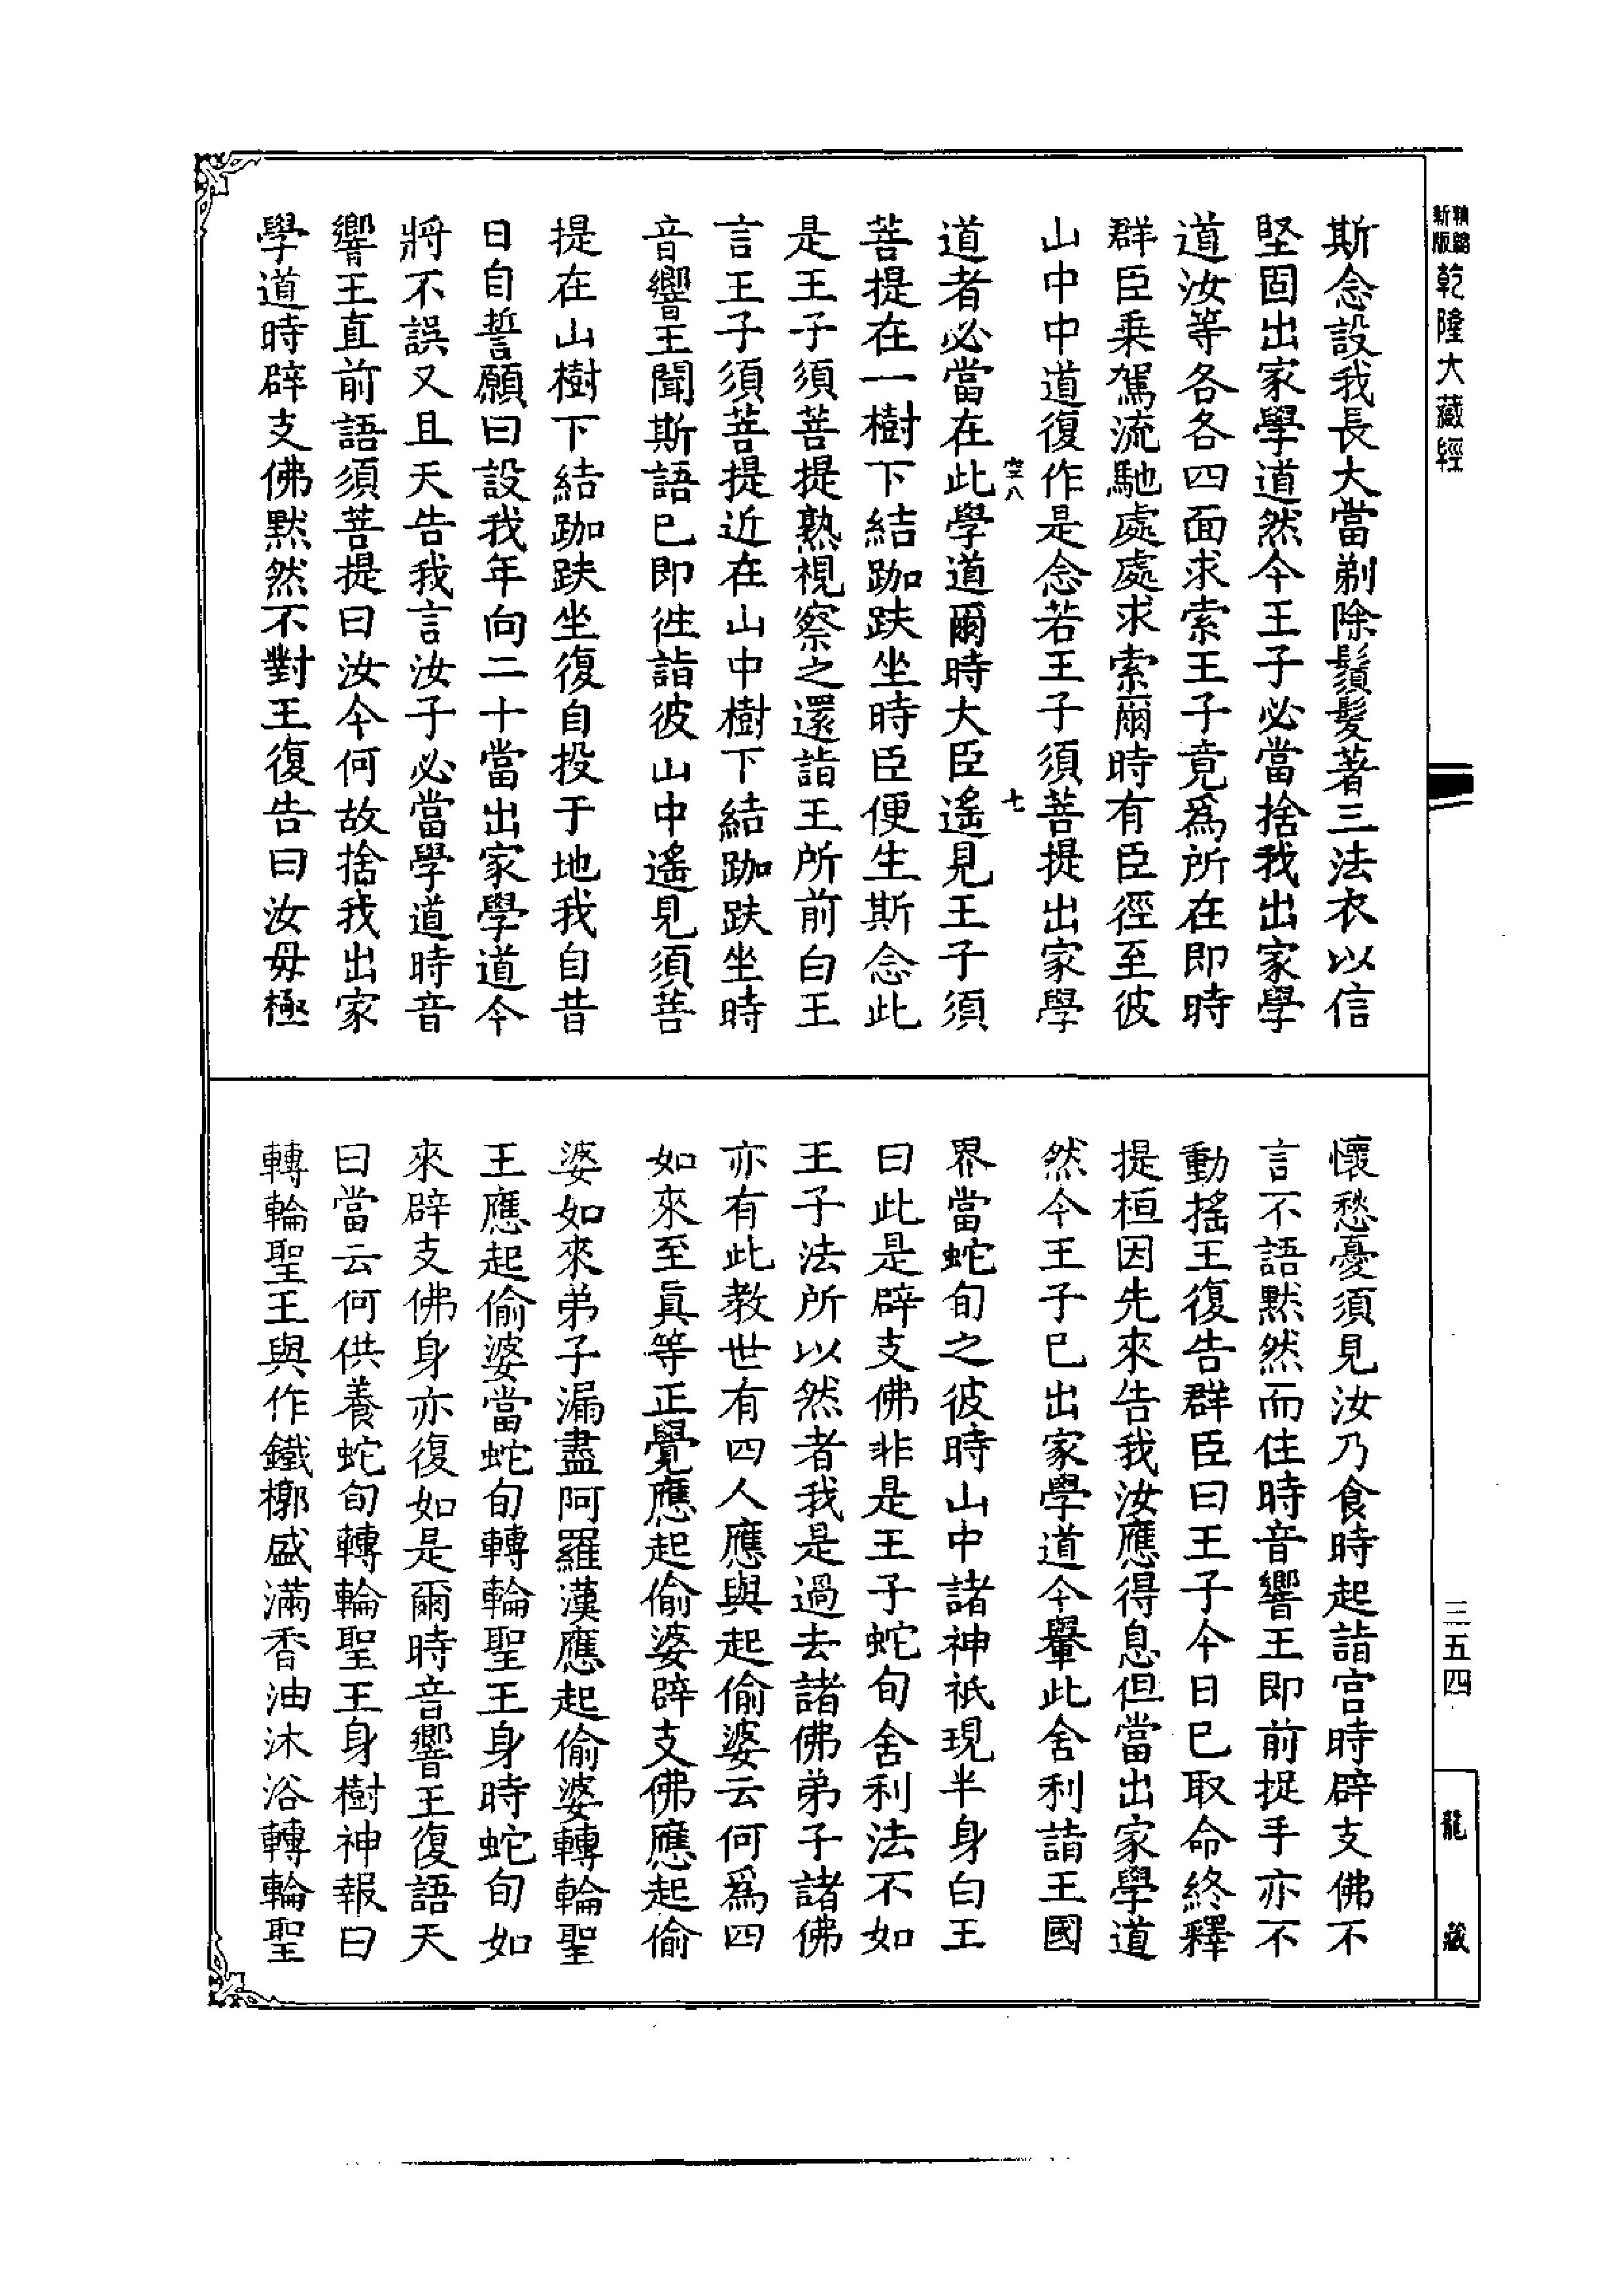 新版
精縮
乾隆大藏經
三五四
龍藏
斯念設我長大當剃除鬚髮著三法衣以信
堅固出家學道然今王子必當捨我出家學
道汝等各各四面求索王子竟為所在即時
群臣乘駕流馳處處求索爾時有臣徑至彼
山中中道復作是念若王子須菩提出家學
空八 七
道者必當在此學道爾時大臣遙見王子須
菩提在一樹下結跏趺坐時臣便生斯念此
是王子須菩提熟視察之還詣王所前白王
言王子須菩提近在山中樹下結跏趺坐時
音響王聞斯語已即往詣彼山中遙見須菩
提在山樹下結跏趺坐復自投于地我自昔
日自誓願曰設我年向二十當出家學道今
將不誤又且天告我言汝子必當學道時音
響王直前語須菩提曰汝今何故捨我出家
學道時辟支佛默然不對王復告曰汝毋極
懷愁憂須見汝乃食時起詣宮時辟支佛不
言不語默然而住時音響王即前捉手亦不
動搖王復告群臣曰王子今日已取命終釋
提桓因先來告我汝應得息但當出家學道
然今王子已出家學道今轝此舍利詣王國
界當蛇旬之彼時山中諸神祇現半身白王
曰此是辟支佛非是王子蛇旬舍利法不如
王子法所以然者我是過去諸佛弟子諸佛
亦有此教世有四人應與起偷婆云何為四
如來至真等正覺應起偷婆辟支佛應起偷
婆如來弟子漏盡阿羅漢應起偷婆轉輪聖
王應起偷婆當蛇旬轉輪聖王身時蛇旬如
來辟支佛身亦復如是爾時音響王復語天
曰當云何供養蛇旬轉輪聖王身樹神報曰
轉輪聖王與作鐵槨盛滿香油沐浴轉輪聖